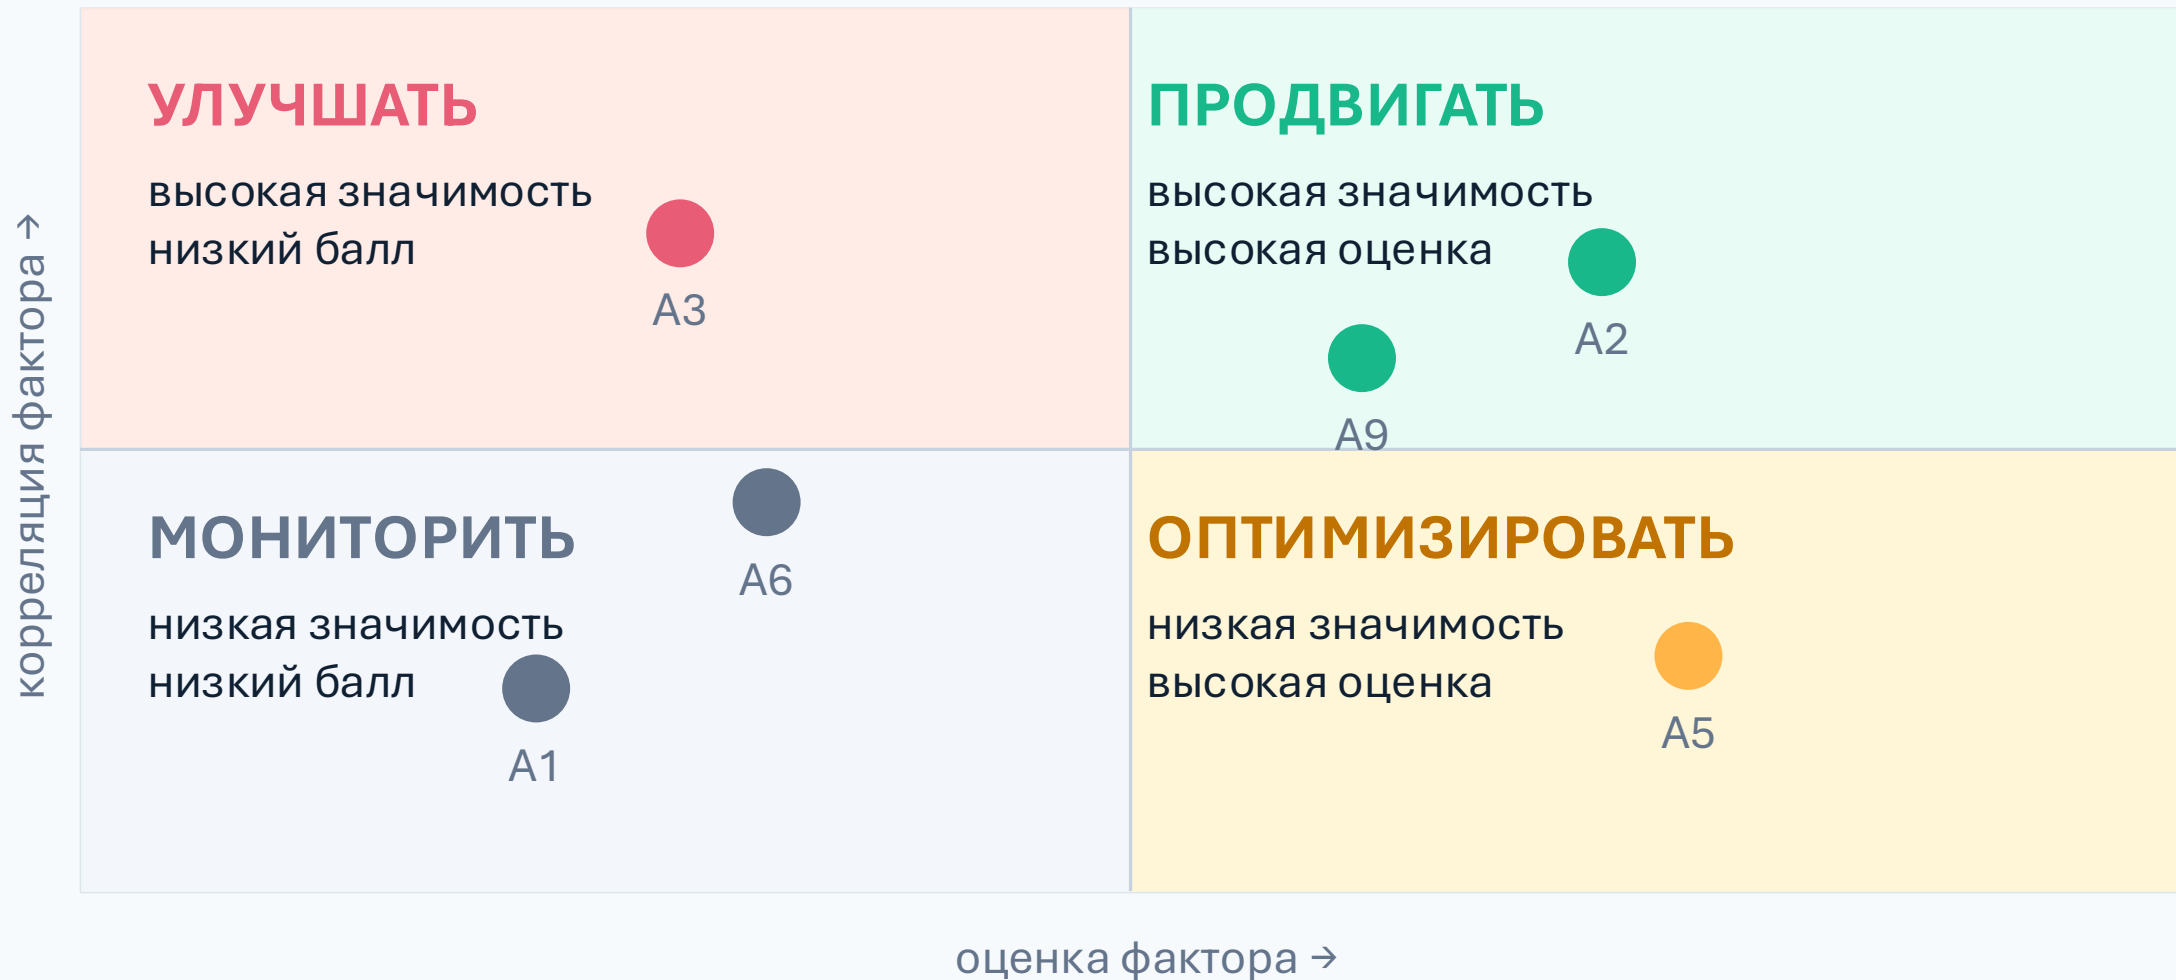 УЛУЧШАТЬ
высокая значимость
низкий балл
A3
ПРОДВИГАТЬ
высокая значимость
высокая оценка
A2
A9
МОНИТОРИТЬ
A6
низкая значимость
низкий балл
A1
ОПТИМИЗИРОВАТЬ
низкая значимость
высокая оценка
A5
корреляция фактора →
оценка фактора →